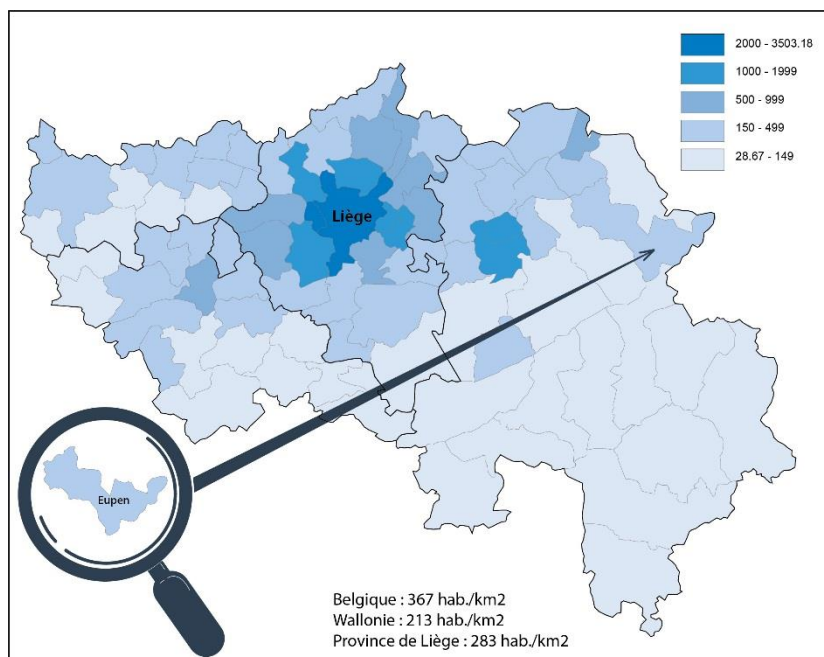 2000 - 3503.18
1000 - 1999
500 - 999
150 - 499
28.67 - 149
Liège
Eupen
Belgique : 367 hab./km2
Wallonie : 213 hab./km2
Province de Liège : 283 hab./km2